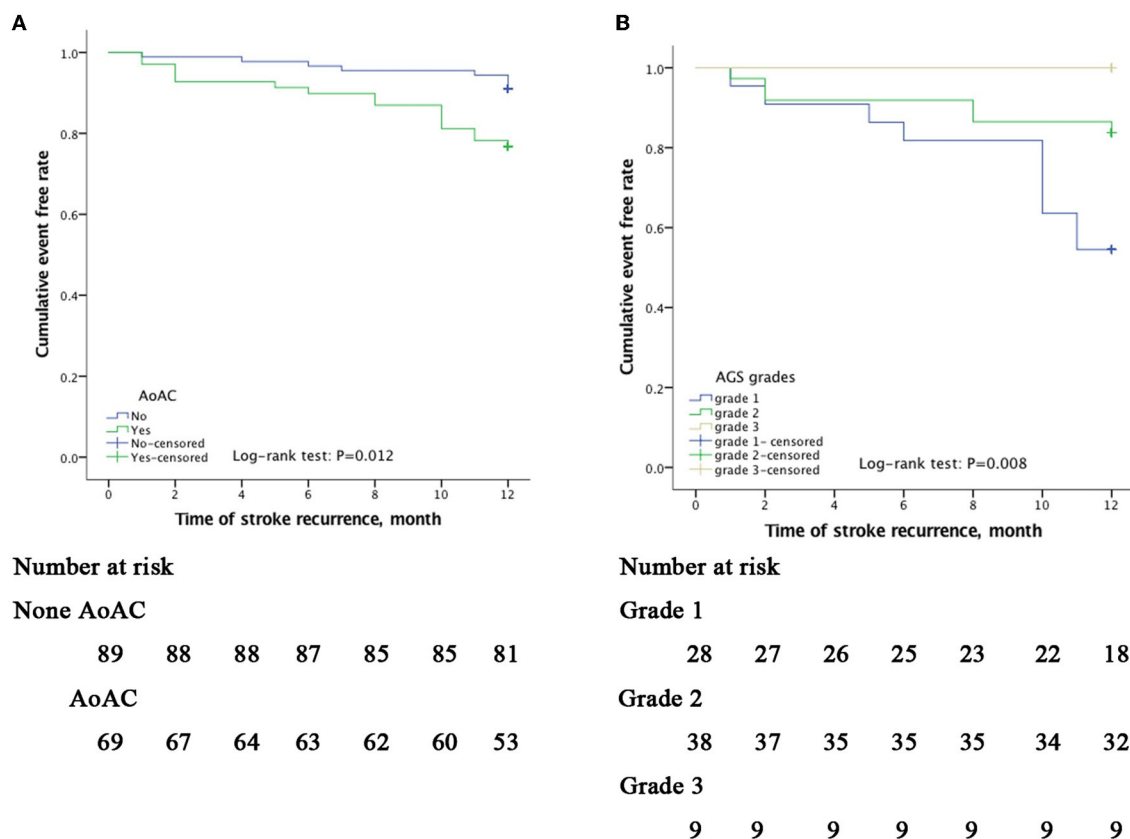 A
Cumulative event free rate
1.0
0.8
0.6
0.4
0.2
0.0
AoAC
No
Yes
No-censored
Yes-censored
Log-rank test: P=0.012
0 2 4 6 8 10 12
Time of stroke recurrence, month
Number at risk
None AoAC
89 88 88 87 85 85 81
AoAC
69 67 64 63 62 60 53
B
Cumulative event free rate
1.0
0.8
0.6
0.4
0.2
0.0
AGS grades
grade 1
grade 2
grade 3
grade 1- censored
grade 2-censored
grade 3-censored
Log-rank test: P=0.008
0 2 4 6 8 10 12
Time of stroke recurrence, month
Number at risk
Grade 1
28 27 26 25 23 22 18
Grade 2
38 37 35 35 35 34 32
Grade 3
9 9 9 9 9 9 9